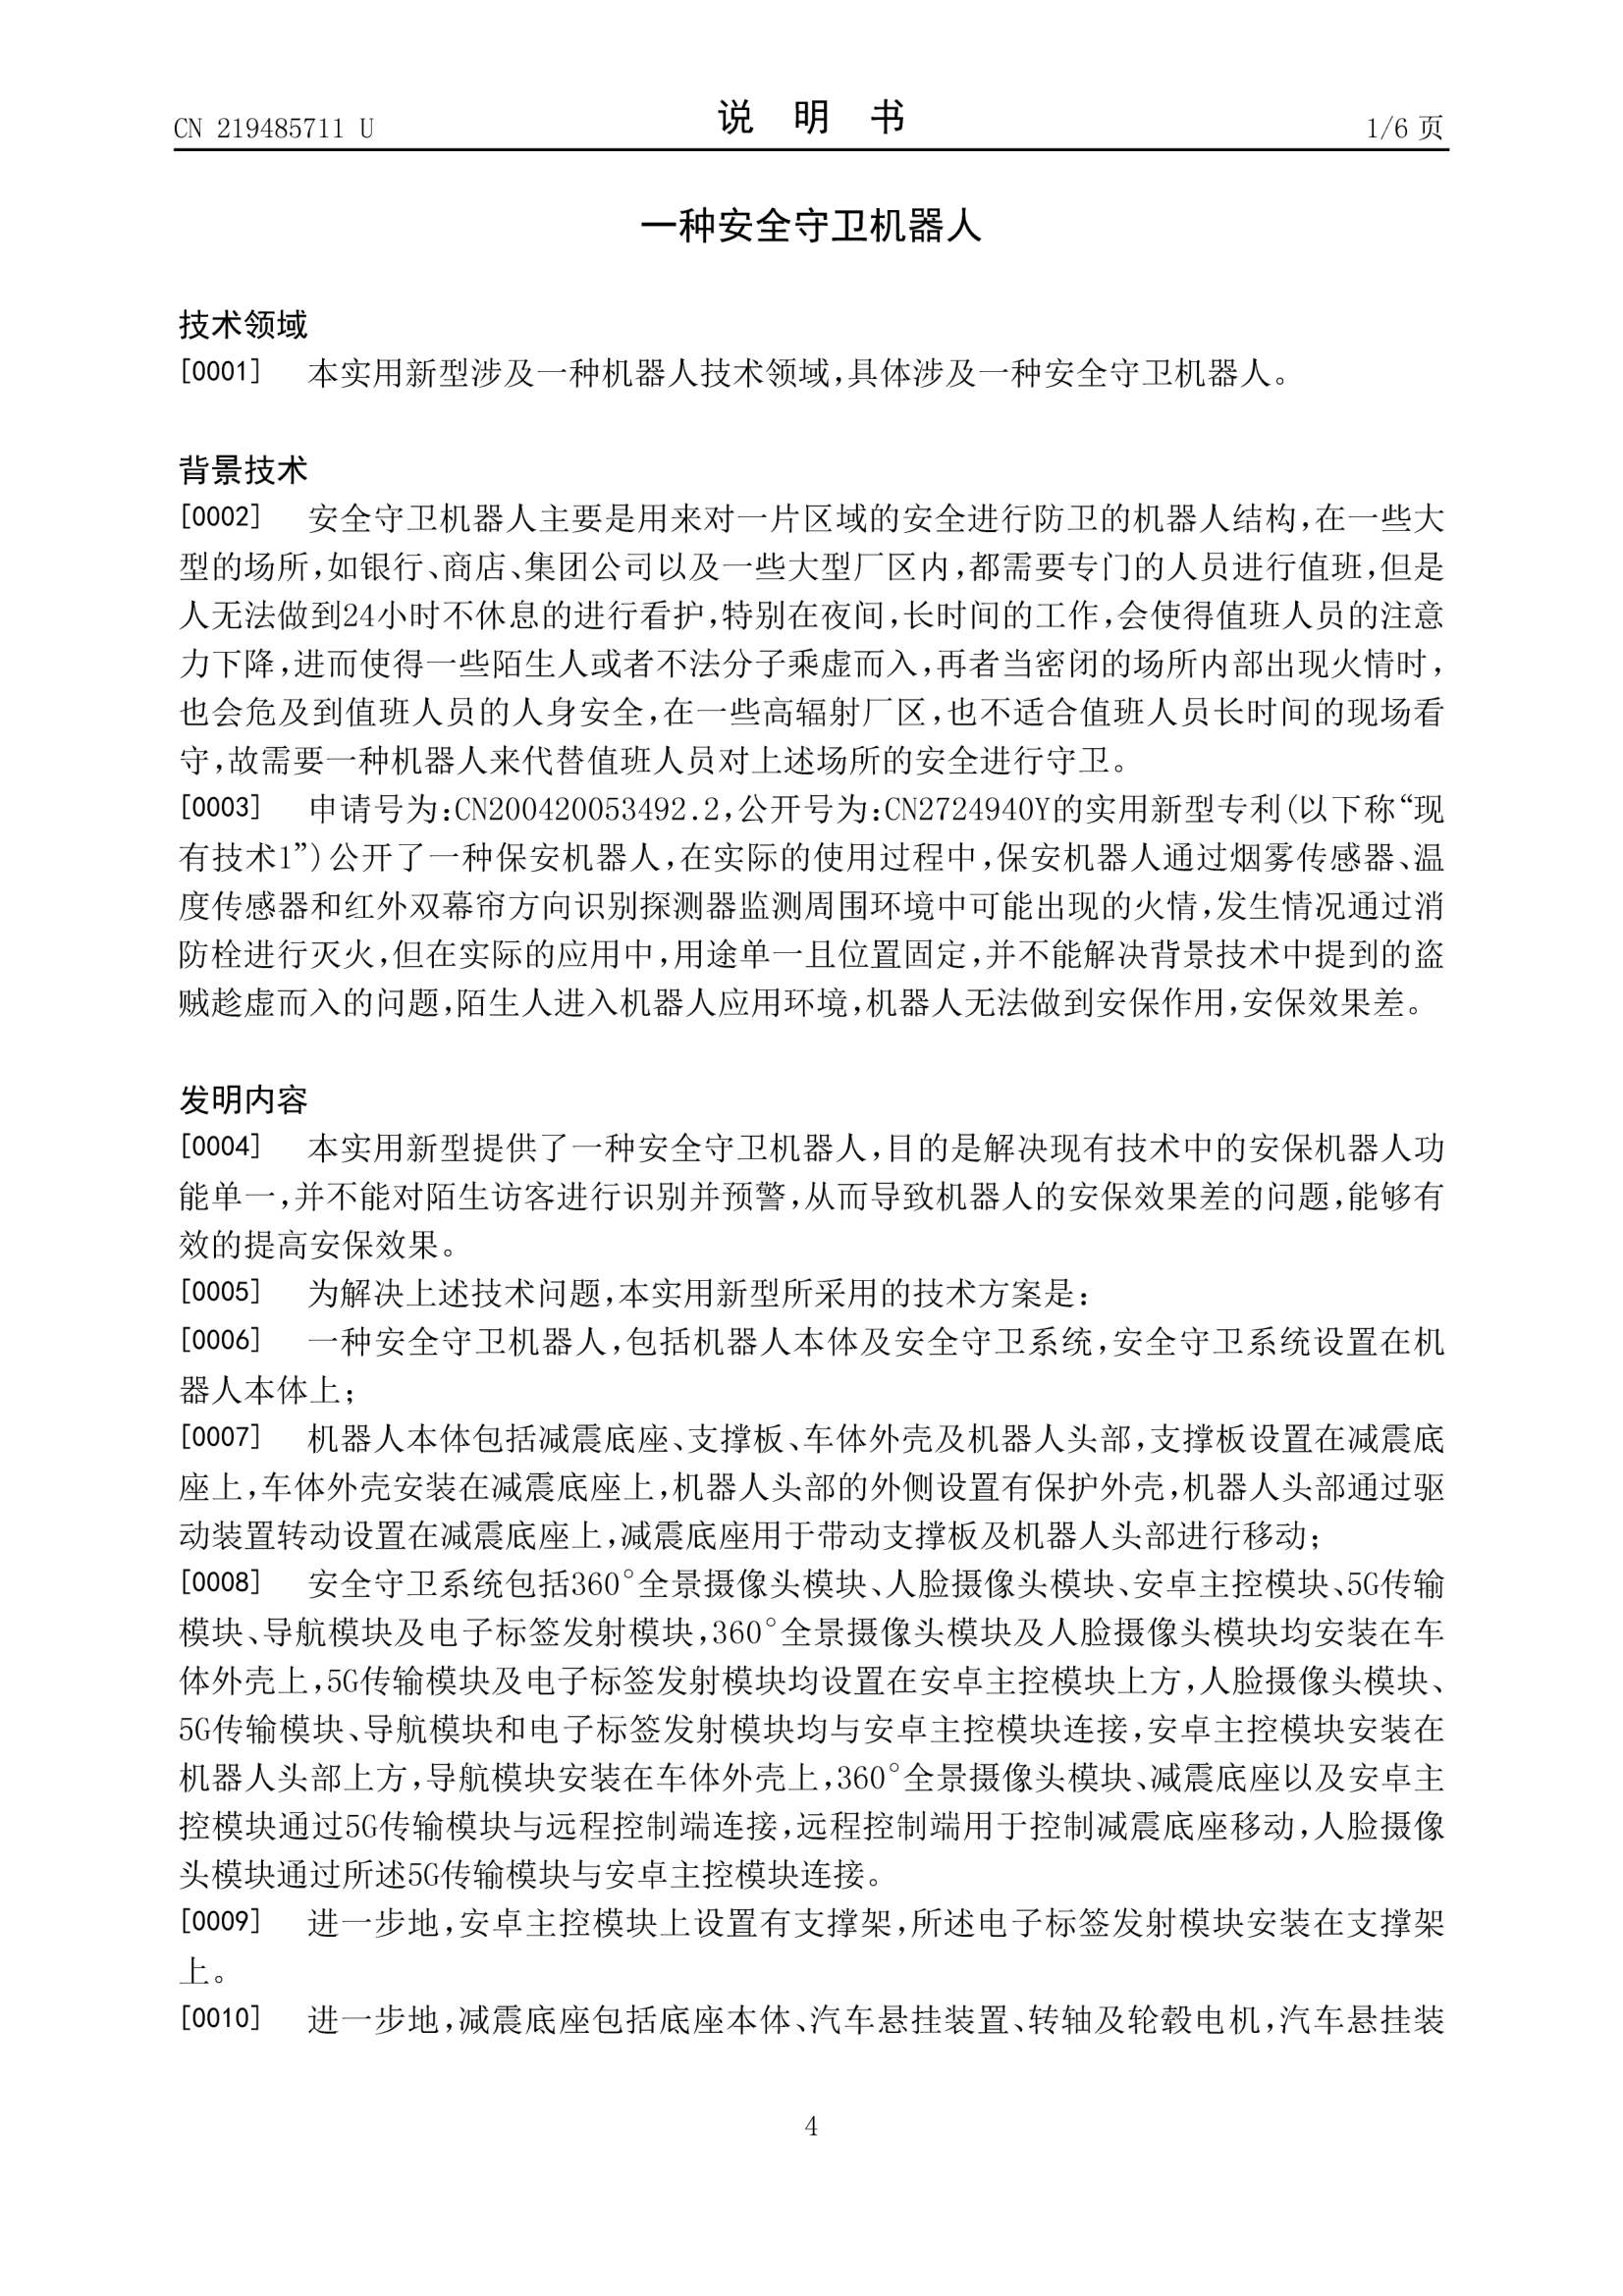 CN 219485711 U
说 明 书
1/6 页
一种安全守卫机器人
技术领域
[0001] 本实用新型涉及一种机器人技术领域,具体涉及一种安全守卫机器人。
背景技术
[0002] 安全守卫机器人主要是用来对一片区域的安全进行防卫的机器人结构,在一些大
型的场所,如银行、商店、集团公司以及一些大型厂区内,都需要专门的人员进行值班,但是
人无法做到24小时不休息的进行看护,特别在夜间,长时间的工作,会使得值班人员的注意
力下降,进而使得一些陌生人或者不法分子乘虚而入,再者当密闭的场所内部出现火情时,
也会危及到值班人员的人身安全,在一些高辐射厂区,也不适合值班人员长时间的现场看
守,故需要一种机器人来代替值班人员对上述场所的安全进行守卫。
[0003] 申请号为:CN200420053492.2,公开号为:CN2724940Y的实用新型专利(以下称“现
有技术1”)公开了一种保安机器人,在实际的使用过程中,保安机器人通过烟雾传感器、温
度传感器和红外双幕帘方向识别探测器监测周围环境中可能出现的火情,发生情况通过消
防栓进行灭火,但在实际的应用中,用途单一且位置固定,并不能解决背景技术中提到的盗
贼趁虚而入的问题,陌生人进入机器人应用环境,机器人无法做到安保作用,安保效果差。
发明内容
[0004] 本实用新型提供了一种安全守卫机器人,目的是解决现有技术中的安保机器人功
能单一,并不能对陌生访客进行识别并预警,从而导致机器人的安保效果差的问题,能够有
效的提高安保效果。
[0005] 为解决上述技术问题,本实用新型所采用的技术方案是:
[0006] 一种安全守卫机器人,包括机器人本体及安全守卫系统,安全守卫系统设置在机
器人本体上;
[0007] 机器人本体包括减震底座、支撑板、车体外壳及机器人头部,支撑板设置在减震底
座上,车体外壳安装在减震底座上,机器人头部的外侧设置有保护外壳,机器人头部通过驱
动装置转动设置在减震底座上,减震底座用于带动支撑板及机器人头部进行移动;
[0008] 安全守卫系统包括360°全景摄像头模块、人脸摄像头模块、安卓主控模块、5G传输
模块、导航模块及电子标签发射模块,360°全景摄像头模块及人脸摄像头模块均安装在车
体外壳上,5G传输模块及电子标签发射模块均设置在安卓主控模块上方,人脸摄像头模块、
5G传输模块、导航模块和电子标签发射模块均与安卓主控模块连接,安卓主控模块安装在
机器人头部上方,导航模块安装在车体外壳上,360°全景摄像头模块、减震底座以及安卓主
控模块通过5G传输模块与远程控制端连接,远程控制端用于控制减震底座移动,人脸摄像
头模块通过所述5G传输模块与安卓主控模块连接。
[0009] 进一步地,安卓主控模块上设置有支撑架,所述电子标签发射模块安装在支撑架
上。
[0010] 进一步地,减震底座包括底座本体、汽车悬挂装置、转轴及轮毂电机,汽车悬挂装
4